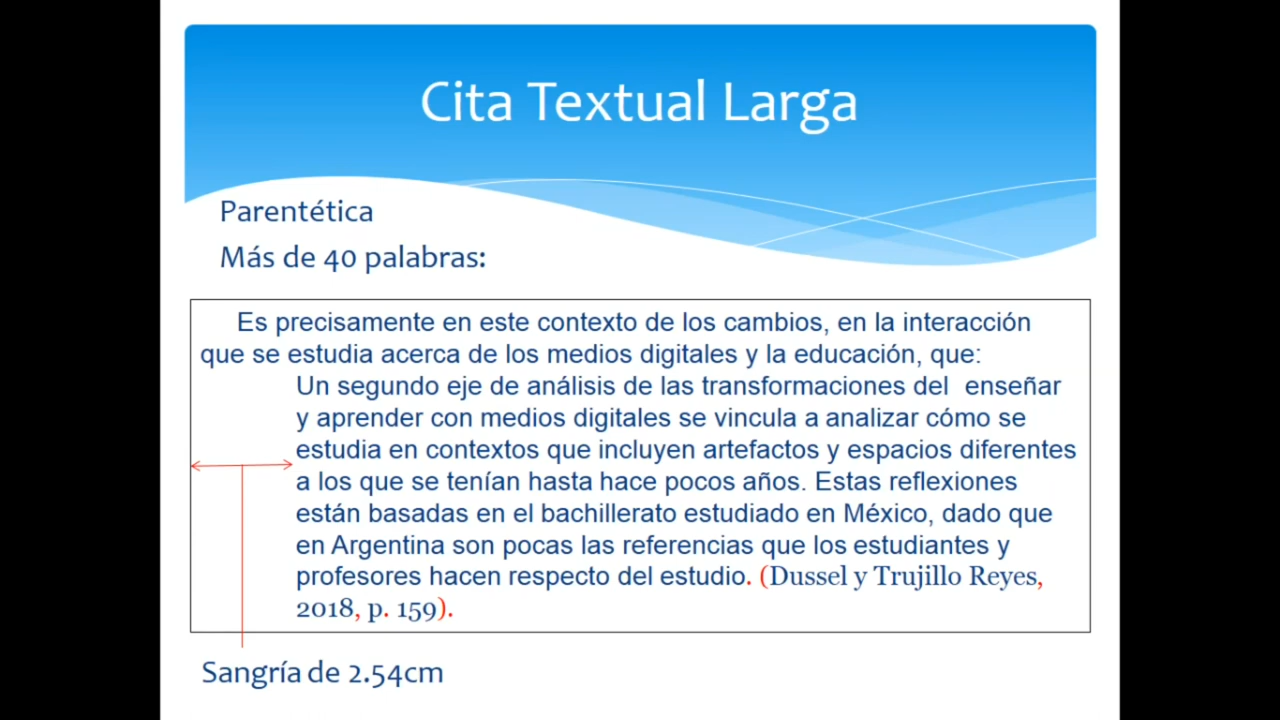 Cita Textual Larga
Parentética
Más de 40 palabras:
Es precisamente en este contexto de los cambios, en la interacción
que se estudia acerca de los medios digitales y la educación, que:
Un segundo eje de análisis de las transformaciones del enseñar
y aprender con medios digitales se vincula a analizar cómo se
estudia en contextos que incluyen artefactos y espacios diferentes
a los que se tenían hasta hace pocos años. Estas reflexiones
están basadas en el bachillerato estudiado en México, dado que
en Argentina son pocas las referencias que los estudiantes y
profesores hacen respecto del estudio. (Dussel y Trujillo Reyes,
2018, p. 159).
Sangría de 2.54cm